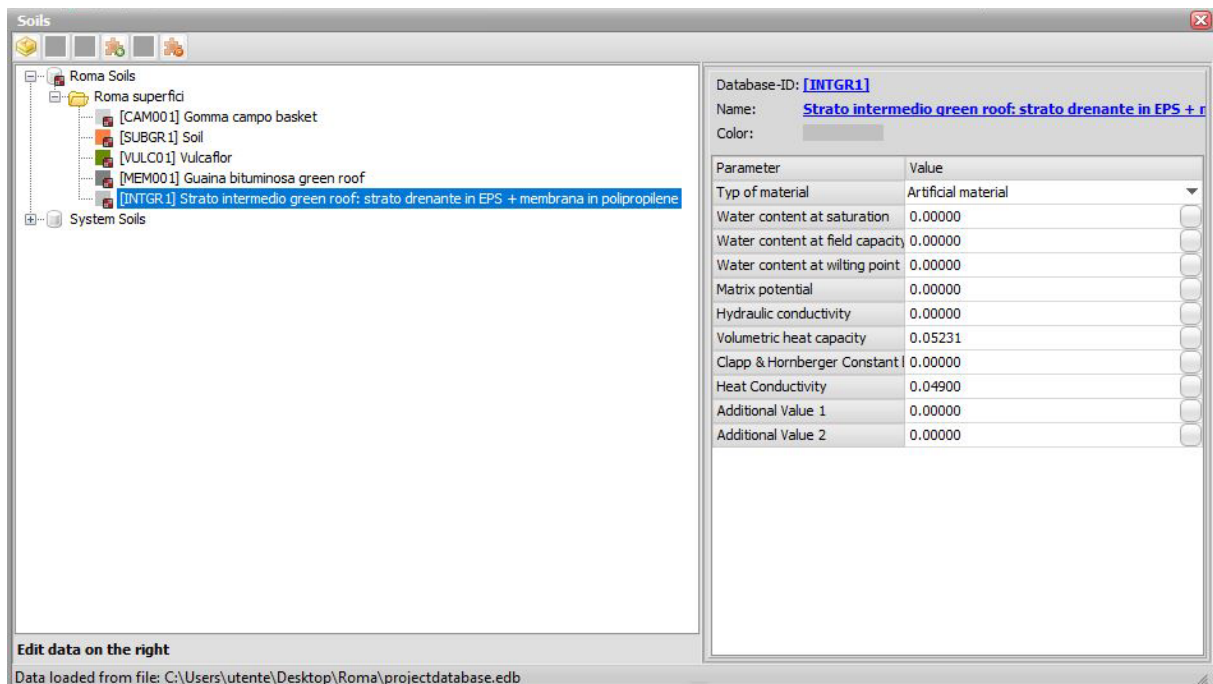 Soils
Roma Soils
Roma superfici
[CAM001] Gomma campo basket
[SUBGR1] Soil
[VULC01] Vulcaflor
[MEM001] Guaina bituminosa green roof
[INTGR1] Strato intermedio green roof: strato drenante in EPS + membrana in polipropilene
System Soils
Edit data on the right
Database-ID: [INTGR1]
Name: Strato intermedio green roof: strato drenante in EPS +
Color:
Parameter Value
Typ of material Artificial material
Water content at saturation 0.00000
Water content at field capacity 0.00000
Water content at wilting point 0.00000
Matrix potential 0.00000
Hydraulic conductivity 0.00000
Volumetric heat capacity 0.05231
Clapp & Hornberger Constant 0.00000
Heat Conductivity 0.04900
Additional Value 1 0.00000
Additional Value 2 0.00000
Data loaded from file: C:\Users\utente\Desktop\Roma\projectdatabase.edb